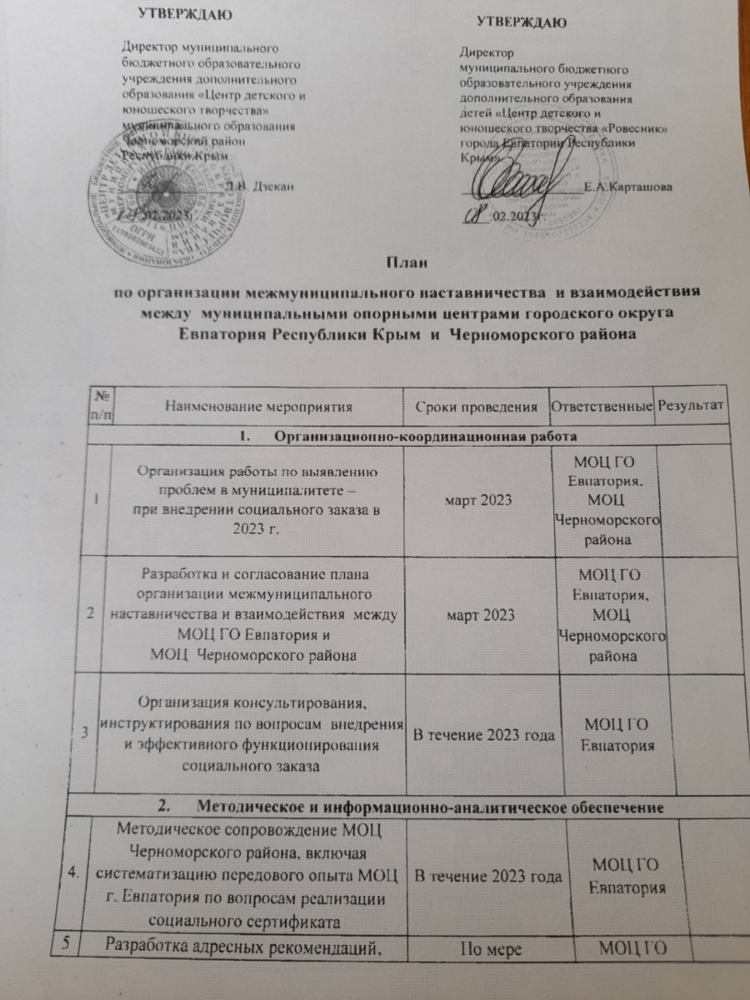 УТВЕРЖДАЮ
Директор муниципального
бюджетного образовательного
учреждения дополнительного
образования «Центр детского и
юношеского творчества»
муниципального образования
Черноморский район
Республики Крым
Л.В. Дзекан
.02.2023г.
УТВЕРЖДАЮ
Директор
муниципального бюджетного
образовательного учреждения
дополнительного образования
детей «Центр детского и
юношеского творчества «Ровесник»
города Евпатории Республики
Крым»
Е.А.Карташова
08 .02.2023г.
План
по организации межмуниципального наставничества и взаимодействия
между муниципальными опорными центрами городского округа
Евпатория Республики Крым и Черноморского района
№
п/п
Наименование мероприятия
Сроки проведения
Ответственные
Результат
1. Организационно-координационная работа
1
Организация работы по выявлению
проблем в муниципалитете –
при внедрении социального заказа в
2023 г.
март 2023
МОЦ ГО
Евпатория,
МОЦ
Черноморского
района
2
Разработка и согласование плана
организации межмуниципального
наставничества и взаимодействия между
МОЦ ГО Евпатория и
МОЦ Черноморского района
март 2023
МОЦ ГО
Евпатория,
МОЦ
Черноморского
района
3
Организация консультирования,
инструктирования по вопросам внедрения
и эффективного функционирования
социального заказа
В течение 2023 года
МОЦ ГО
Евпатория
2. Методическое и информационно-аналитическое обеспечение
4.
Методическое сопровождение МОЦ
Черноморского района, включая
систематизацию передового опыта МОЦ
г. Евпатория по вопросам реализации
социального сертификата
В течение 2023 года
МОЦ ГО
Евпатория
5
Разработка адресных рекомендаций,
По мере
МОЦ ГО